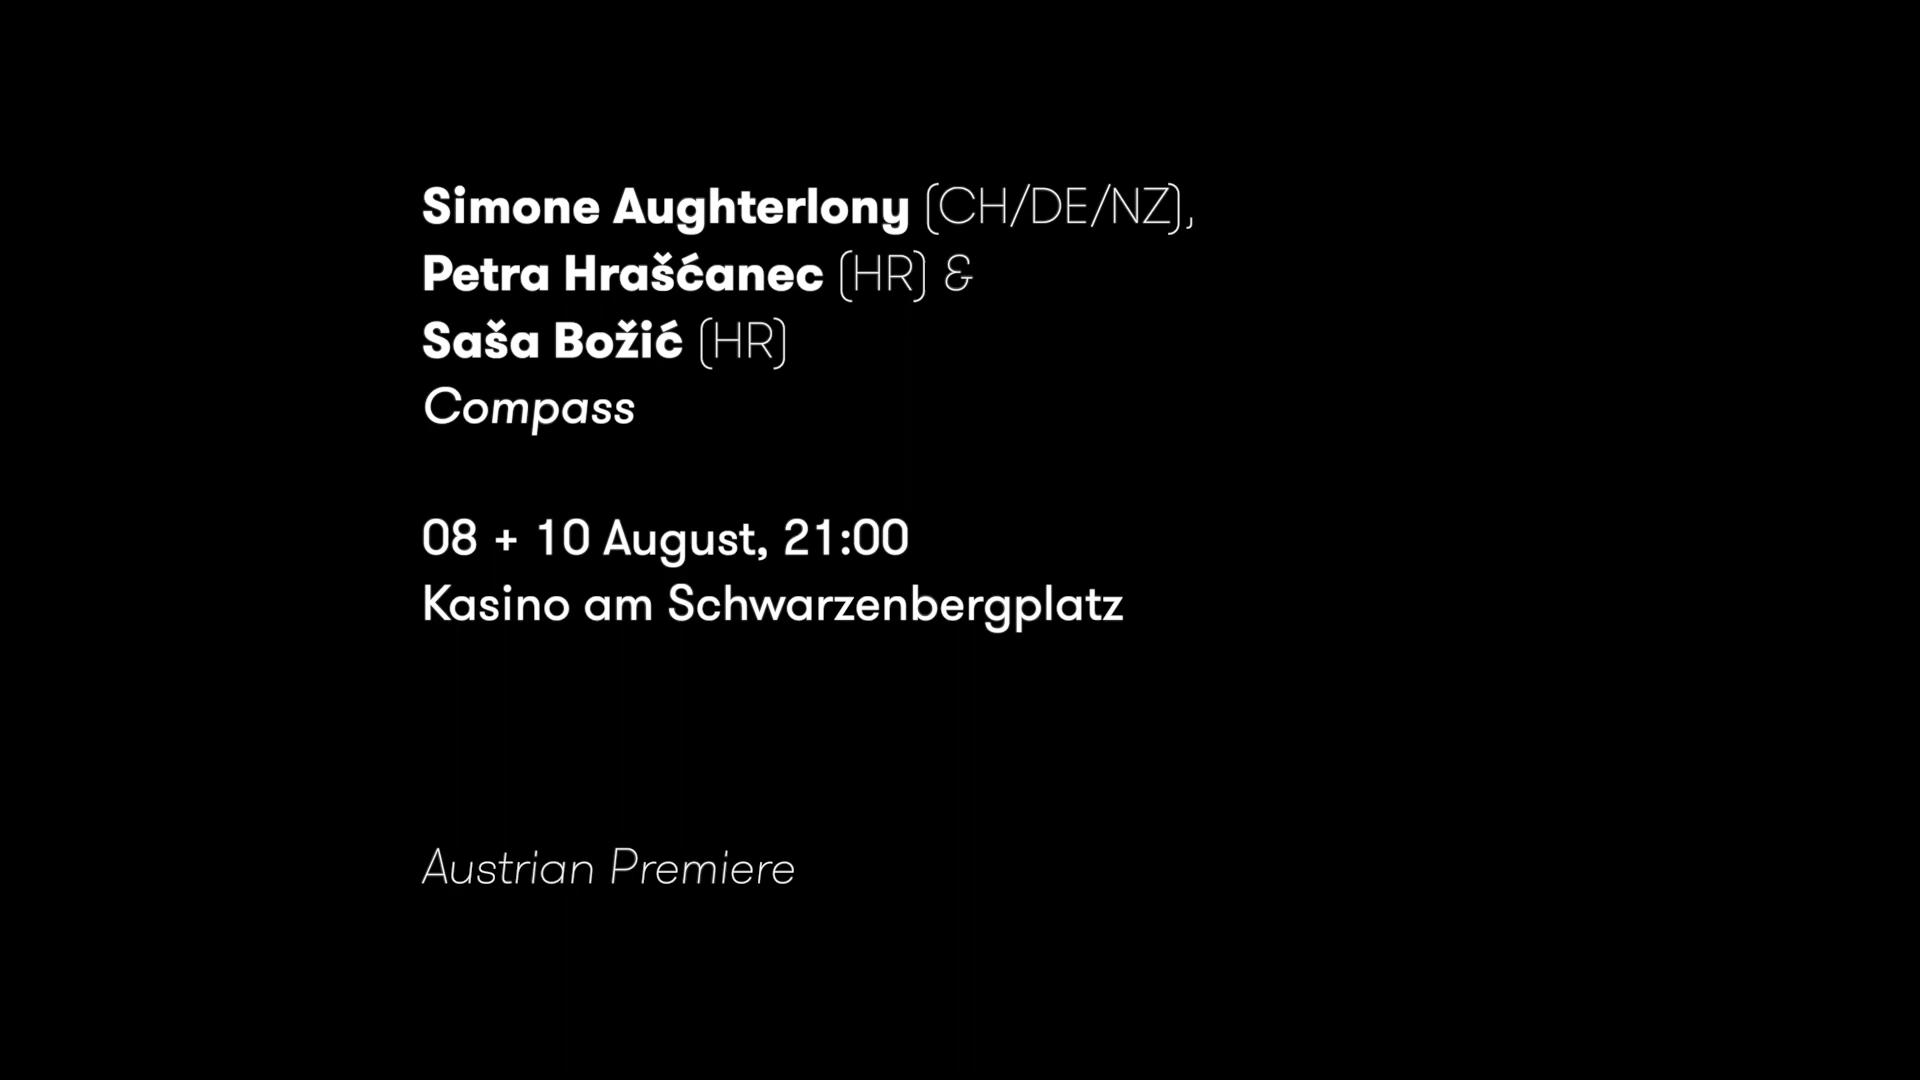 Simone Aughterlony (CH/DE/NZ),
Petra Hrašćanec (HR) &
Saša Božić (HR)
Compass
08 + 10 August, 21:00
Kasino am Schwarzenbergplatz
Austrian Premiere